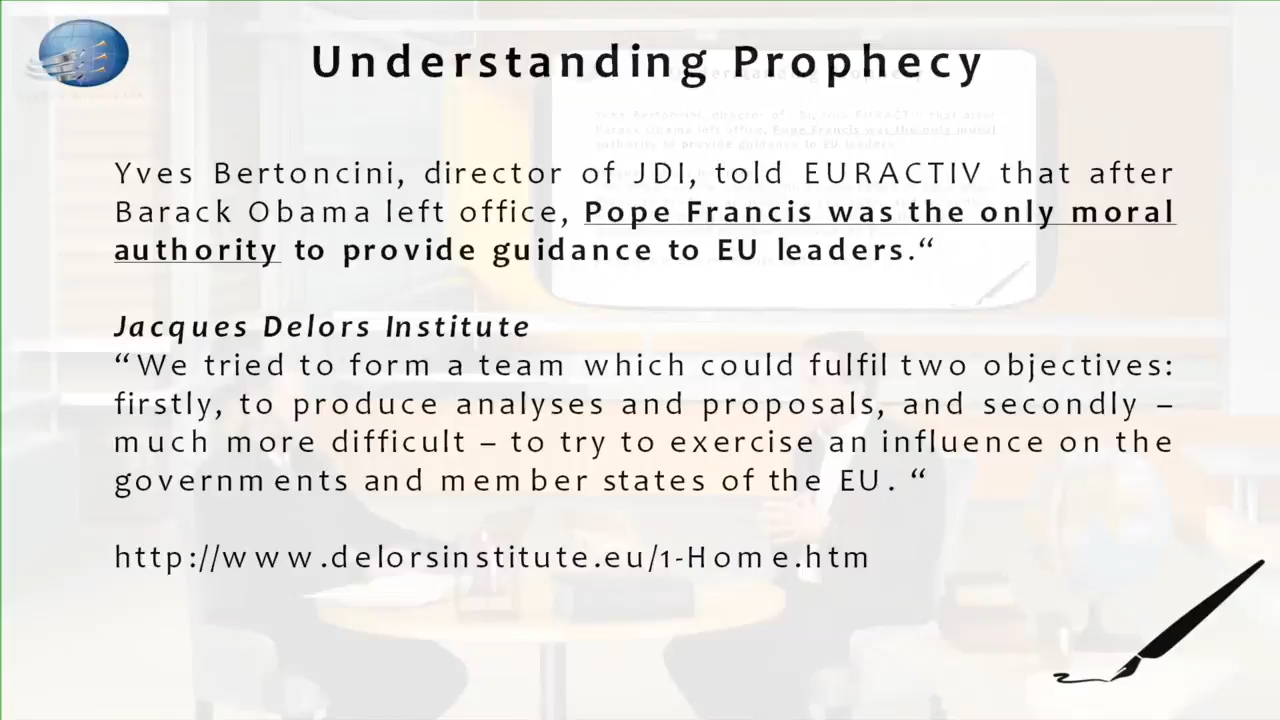 Understanding Prophecy
Yves Bertoncini, director of JDI, told EURACTIV that after
Barack Obama left office, Pope Francis was the only moral
authority to provide guidance to EU leaders.“
Jacques Delors Institute
“We tried to form a team which could fulfil two objectives:
firstly, to produce analyses and proposals, and secondly –
much more difficult – to try to exercise an influence on the
governments and member states of the EU. “
http://www.delorsinstitute.eu/1-Home.htm